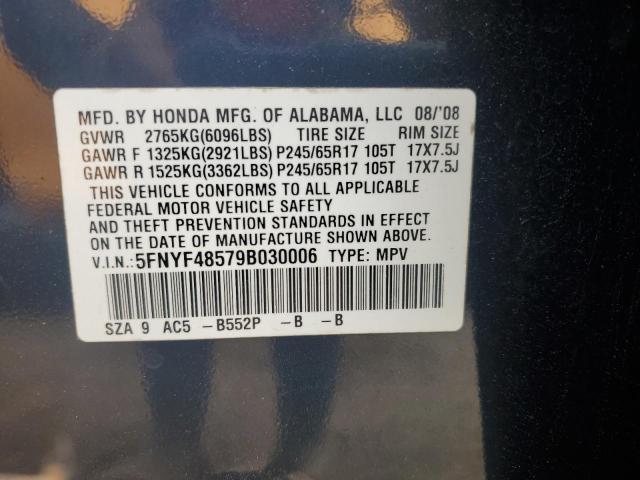 MFD. BY HONDA MFG. OF ALABAMA, LLC 08/'08
GVWR 2765KG(6096LBS) TIRE SIZE RIM SIZE
GAWR F 1325KG(2921LBS) P245/65R17 105T 17X7.5J
GAWR R 1525KG(3362LBS) P245/65R17 105T 17X7.5J
THIS VEHICLE CONFORMS TO ALL APPLICABLE
FEDERAL MOTOR VEHICLE SAFETY
AND THEFT PREVENTION STANDARDS IN EFFECT
ON THE DATE OF MANUFACTURE SHOWN ABOVE.
V.I.N.: 5FNYF48579B030006 TYPE: MPV
SZA 9 AC5 -B552P -B -B